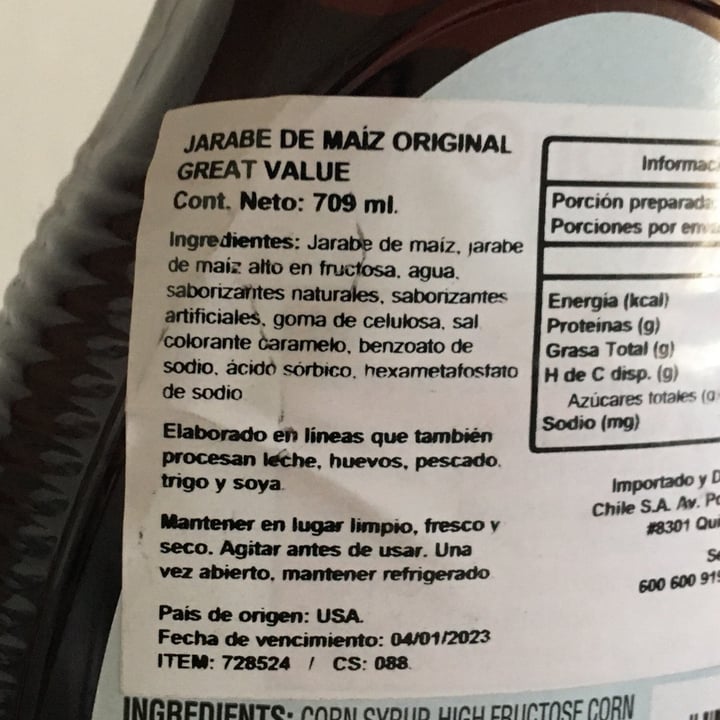 JARABE DE MAÍZ ORIGINAL
GREAT VALUE
Cont. Neto: 709 ml.
Ingredientes: Jarabe de maíz, jarabe
de maiz alto en fructosa, agua,
saborizantes naturales, saborizantes
artificiales, goma de celulosa, sal
colorante caramelo, benzoato de
sodio, ácido sórbico, hexametafosfato
de sodio
Elaborado en líneas que también
procesan leche, huevos, pescado,
trigo y soya.
Mantener en lugar limpio, fresco y
seco. Agitar antes de usar. Una
vez abierto, mantener refrigerado
País de origen: USA.
Fecha de vencimiento: 04/01/2023
ITEM: 728524 / CS: 088.
Informac
Porción preparada
Porciones por env
Energía (kcal)
Proteínas (g)
Grasa Total (g)
H de C disp. (g)
Azúcares totales (g
Sodio (mg)
Importado y D
Chile S.A. Av. P
#8301 Qui
Se
600 600 919
INGREDIENTS: CORN SYRUP, HIGH FRUCTOSE CORN